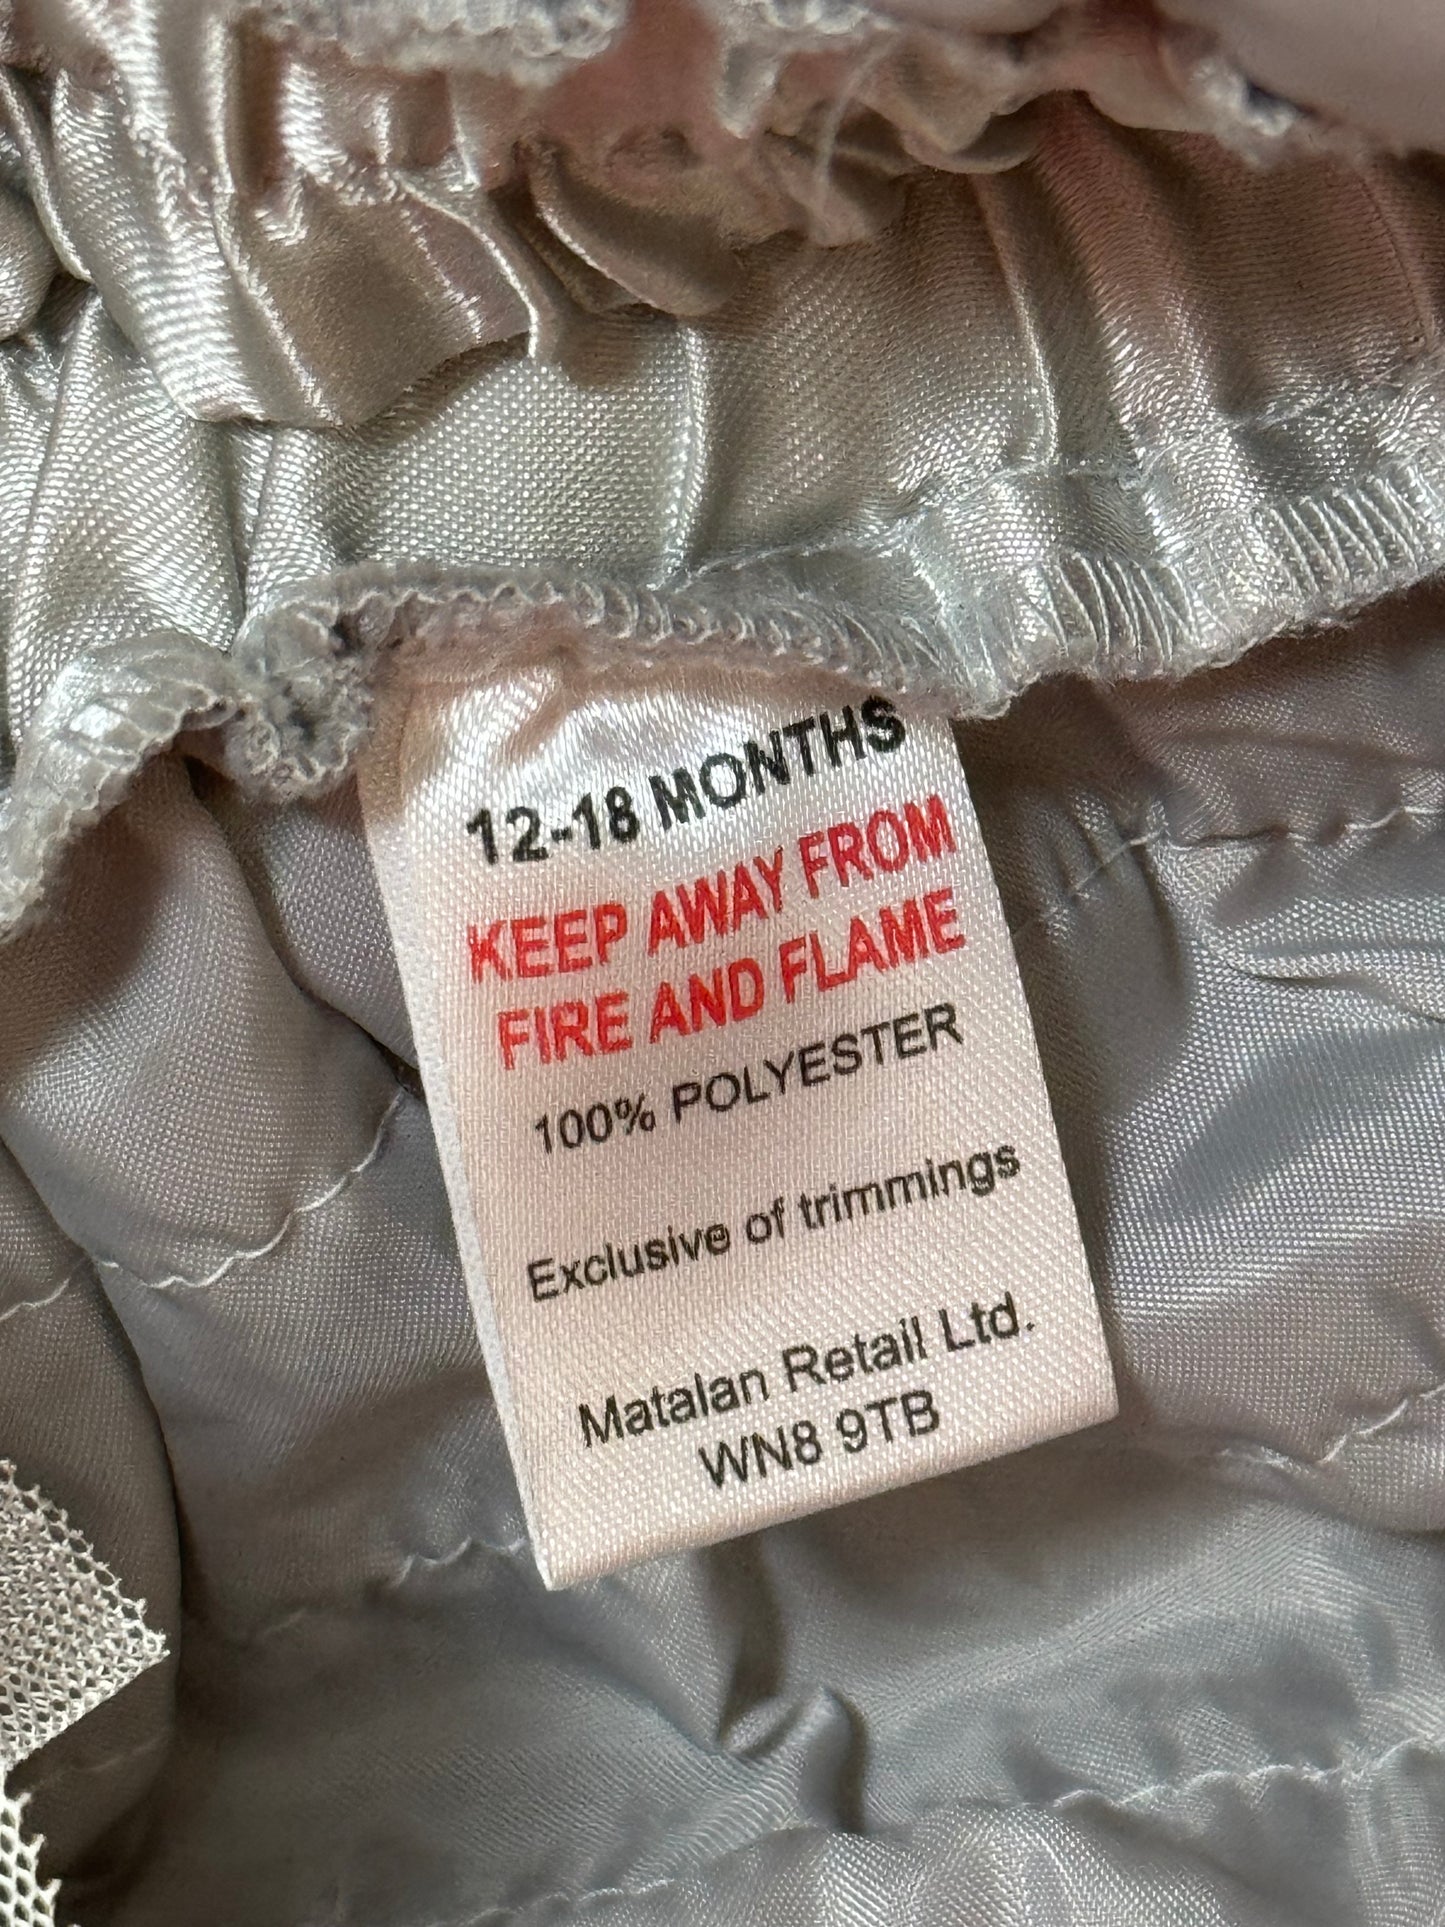 12-18 MONTHS
KEEP AWAY FROM
FIRE AND FLAME
100% POLYESTER
Exclusive of trimmings
Matalan Retail Ltd.
WN8 9TB